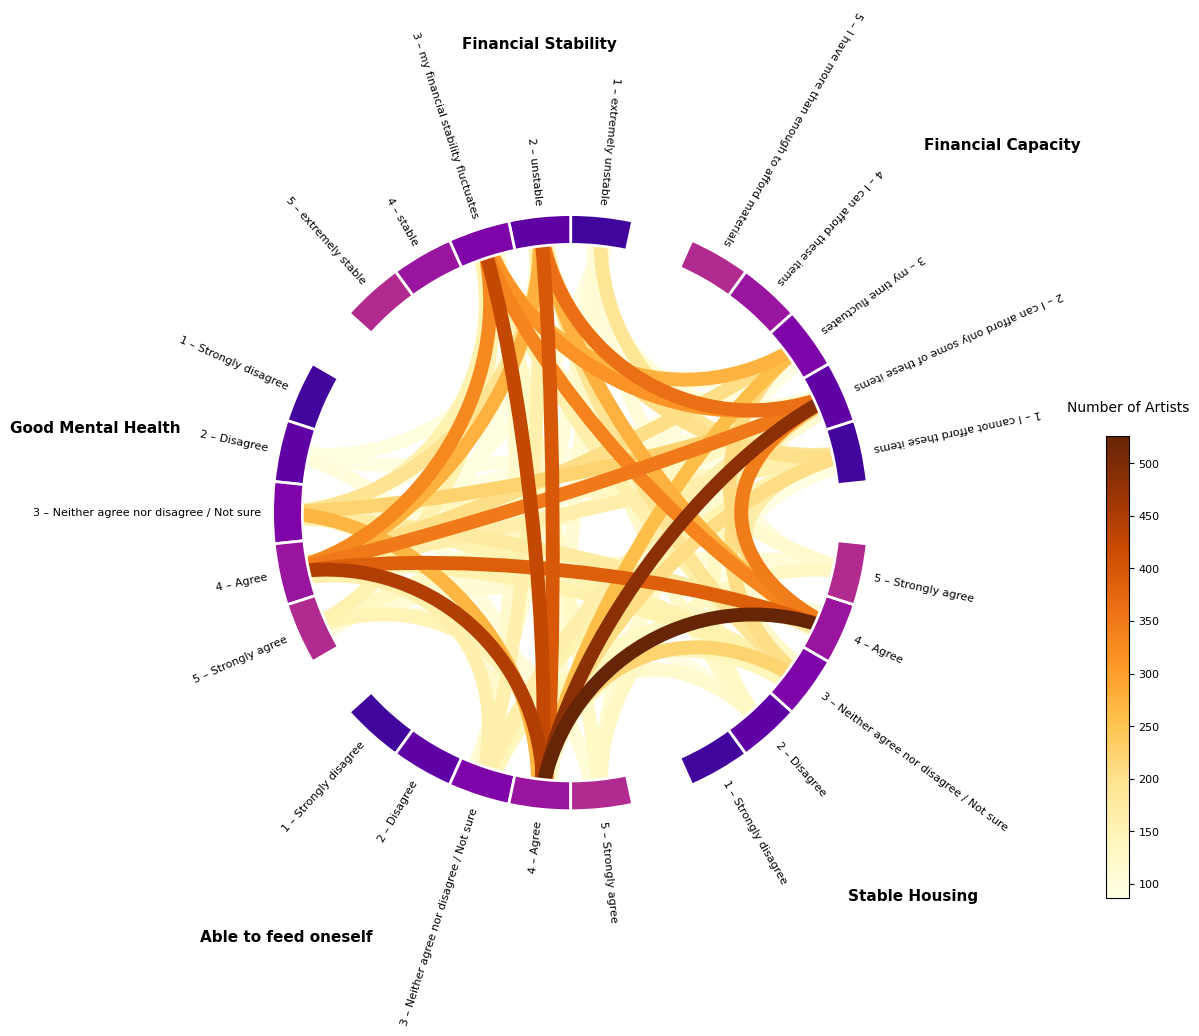 Financial Stability
5 – I have more than enough to afford materials
3 – my financial stability fluctuates
1 – extremely unstable
Financial Capacity
2 – unstable
4 – I can afford these items
5 – extremely stable
4 – stable
3 – my time fluctuates
2 – I can afford only some of these items
1 – Strongly disagree
Number of Artists
1 – I cannot afford these items
Good Mental Health
2 – Disagree
500
3 – Neither agree nor disagree / Not sure
450
4 – Agree
5 – Strongly agree
400
5 – Strongly agree
4 – Agree
350
300
3 – Neither agree nor disagree / Not sure
250
1 – Strongly disagree
2 – Disagree
200
2 – Disagree
1 – Strongly disagree
150
3 – Neither agree nor disagree / Not sure
4 – Agree
5 – Strongly agree
100
Stable Housing
Able to feed oneself